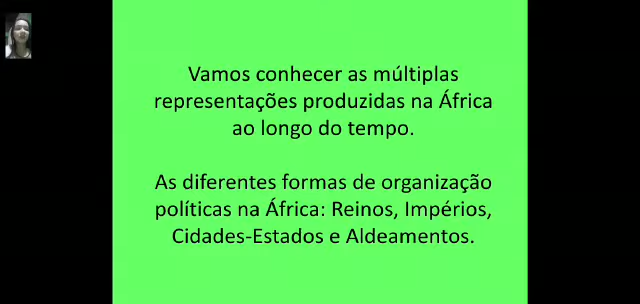 Vamos conhecer as múltiplas
representações produzidas na África
ao longo do tempo.
As diferentes formas de organização
políticas na África: Reinos, Impérios,
Cidades-Estados e Aldeamentos.